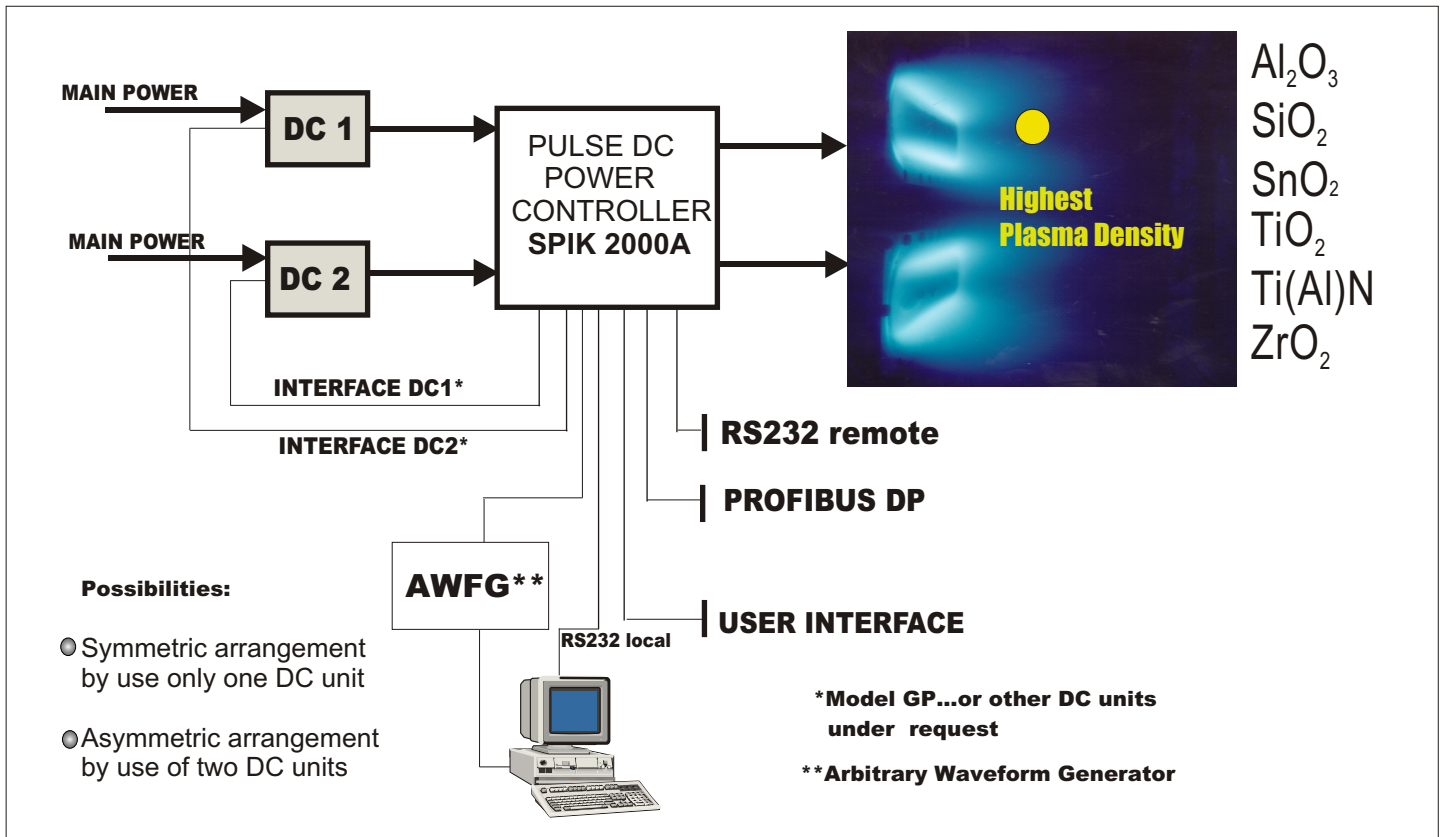 MAIN POWER
DC 1
MAIN POWER
DC 2
PULSE DC
POWER
CONTROLLER
SPIK 2000A
Highest
Plasma Density
Al₂O₃
SiO₂
SnO₂
TiO₂
Ti(Al)N
ZrO₂
INTERFACE DC1*
INTERFACE DC2*
RS232 remote
PROFIBUS DP
USER INTERFACE
AWFG**
RS232 local
Possibilities:
Symmetric arrangement
by use only one DC unit
Asymmetric arrangement
by use of two DC units
*Model GP...or other DC units
under request
**Arbitrary Waveform Generator